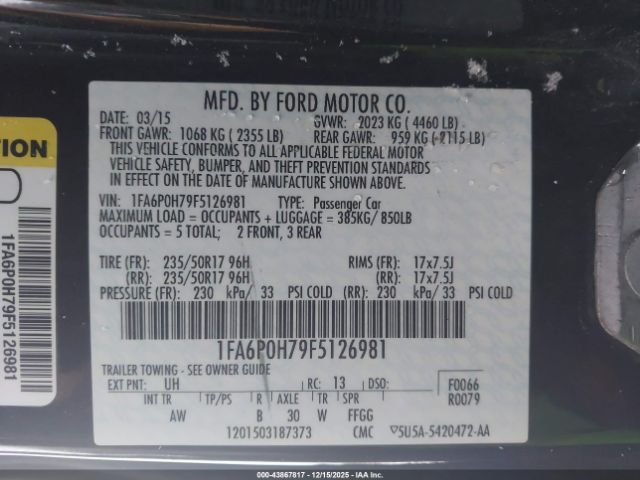 MFD. BY FORD MOTOR CO.
DATE: 03/15 GVWR: 2023 KG ( 4460 LB)
FRONT GAWR: 1068 KG ( 2355 LB) REAR GAWR: 959 KG ( 2115 LB)
THIS VEHICLE CONFORMS TO ALL APPLICABLE FEDERAL MOTOR
VEHICLE SAFETY, BUMPER, AND THEFT PREVENTION STANDARDS
IN EFFECT ON THE DATE OF MANUFACTURE SHOWN ABOVE.
VIN: 1FA6P0H79F5126981 TYPE: Passenger Car
MAXIMUM LOAD = OCCUPANTS + LUGGAGE = 385KG/ 850LB
OCCUPANTS = 5 TOTAL; 2 FRONT, 3 REAR
TIRE (FR): 235/50R17 96H RIMS (FR): 17x7.5J
(RR): 235/50R17 96H (RR): 17x7.5J
PRESSURE (FR): 230 kPa/ 33 PSI COLD (RR): 230 kPa/ 33 PSI COLD
1FA6P0H79F5126981
TRAILER TOWING - SEE OWNER GUIDE
EXT PNT: UH RC: 13 DSO: F0066
INT TR TP/PS R AXLE TR SPR R0079
AW B 30 W FFGG
1201503187373 CMC 5U5A-5420472-AA
TION
1FA6P0H79F5126981
000-43867817 - 12/15/2025 - IAAI.COM